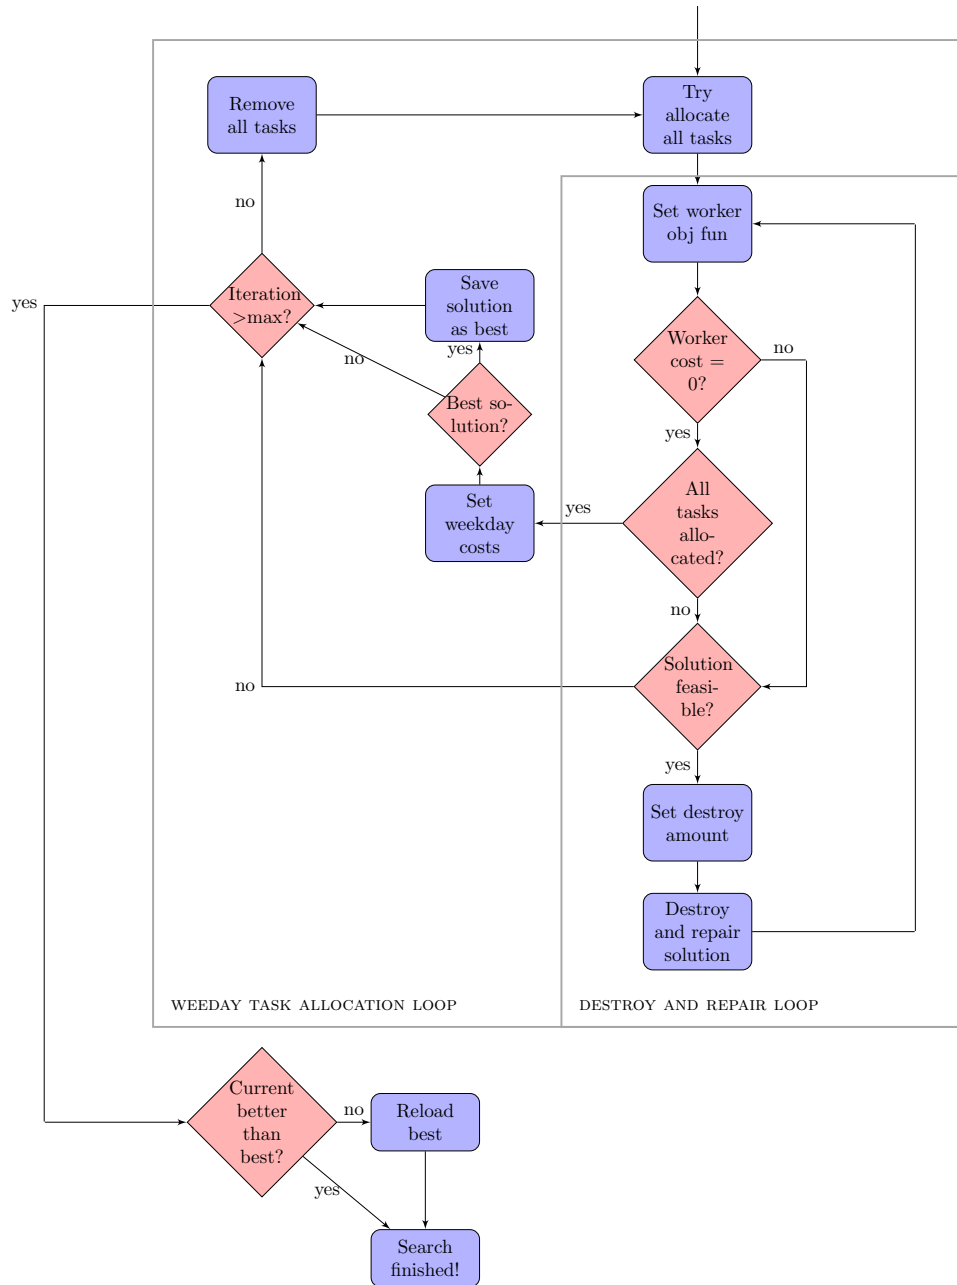 Remove
all tasks
Try
allocate
all tasks
no
Set worker
obj fun
yes
Iteration
>max?
Save
solution
as best
no
yes
Worker
cost =
0?
no
Best so-
lution?
yes
Set
weekday
costs
yes
All
tasks
allo-
cated?
no
no
Solution
feasi-
ble?
yes
Set destroy
amount
Destroy
and repair
solution
WEEDAY TASK ALLOCATION LOOP
DESTROY AND REPAIR LOOP
Current
better
than
best?
no
Reload
best
yes
Search
finished!